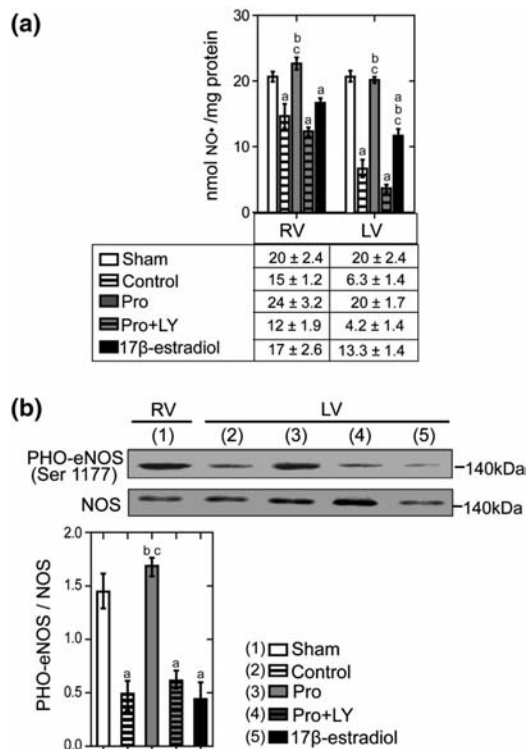 (a)
nmol NO• /mg protein
30
20
10
0
a
b
c
a
a
b
c
a
a
a
b
c
RV
LV
Sham 20 ± 2.4 20 ± 2.4
Control 15 ± 1.2 6.3 ± 1.4
Pro 24 ± 3.2 20 ± 1.7
Pro+LY 12 ± 1.9 4.2 ± 1.4
17β-estradiol 17 ± 2.6 13.3 ± 1.4
(b)
RV LV
(1) (2) (3) (4) (5)
PHO-eNOS
(Ser 1177)
140kDa
NOS
140kDa
PHO-eNOS / NOS
2.0
1.5
1.0
0.5
0.0
a
b c
a
a
(1) Sham
(2) Control
(3) Pro
(4) Pro+LY
(5) 17β-estradiol